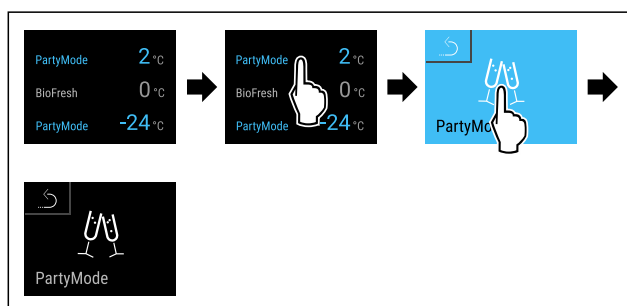 PartyMode 2 °C
BioFresh 0 °C
PartyMode -24 °C
PartyMode 2 °C
BioFresh 0 °C
PartyMode -24 °C
PartyMo
PartyMode